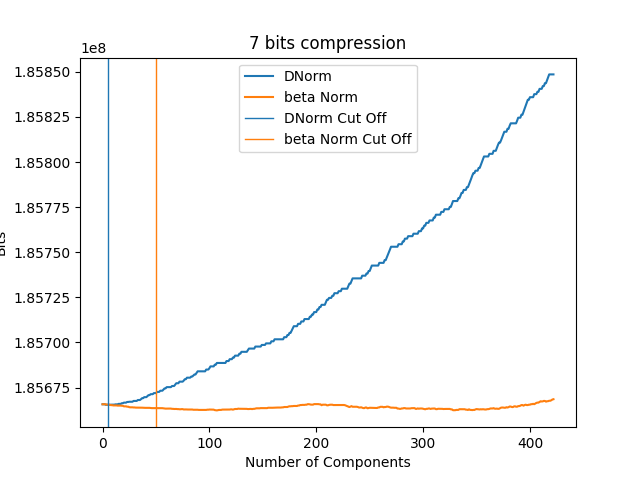 7 bits compression
1e8
1.85850
1.85825
1.85800
1.85775
1.85750
1.85725
1.85700
1.85675
Bits
DNorm
beta Norm
DNorm Cut Off
beta Norm Cut Off
0 100 200 300 400
Number of Components